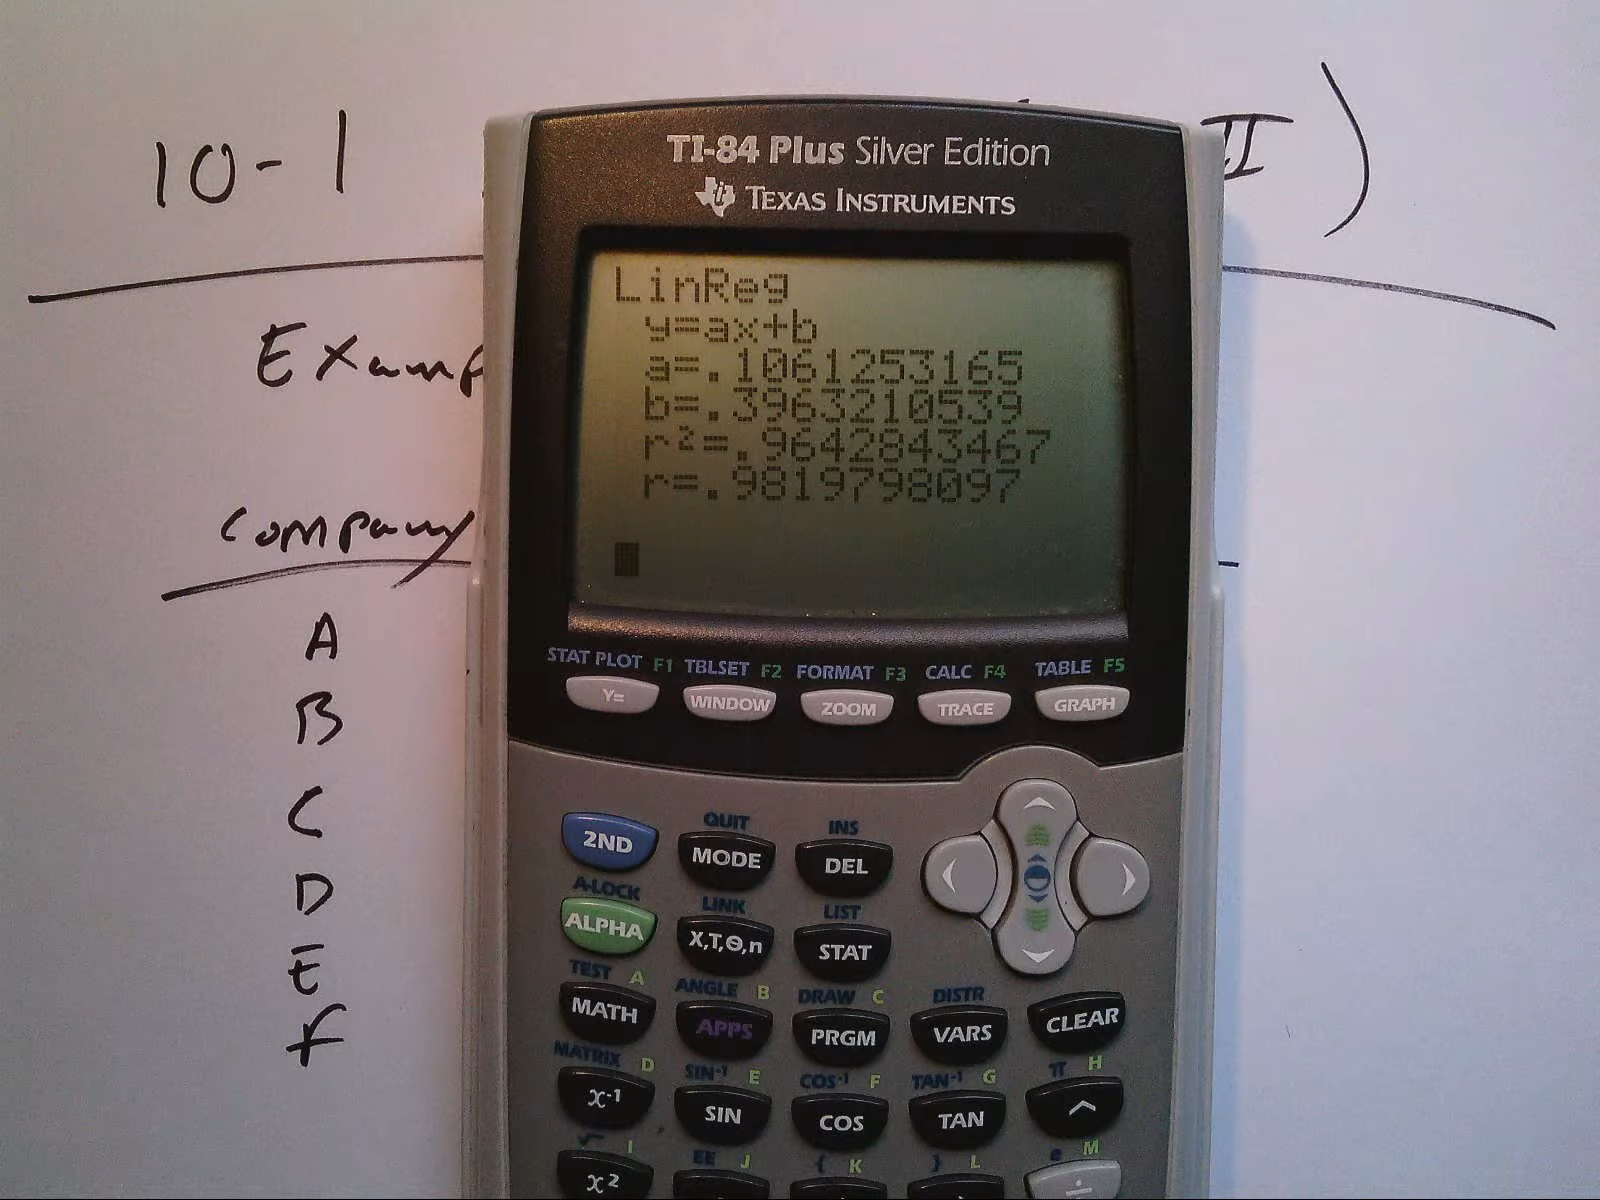 10-1 II)
TI-84 Plus Silver Edition
TEXAS INSTRUMENTS
LinReg
y=ax+b
a=.1061253165
b=.3963210539
r²=.9642843467
r=.9819798097
Examp
Company
A
B
C
D
E
F
STAT PLOT F1 TBLSET F2 FORMAT F3 CALC F4 TABLE F5
Y= WINDOW ZOOM TRACE GRAPH
QUIT INS
2ND MODE DEL
A-LOCK LINK LIST
ALPHA X,T,Θ,n STAT
TEST A ANGLE B DRAW C DISTR
MATH APPS PRGM VARS CLEAR
MATRIX D SIN⁻¹ E COS⁻¹ F TAN⁻¹ G π H
x⁻¹ SIN COS TAN ^
√ I EE J { K } L e M
x² ÷